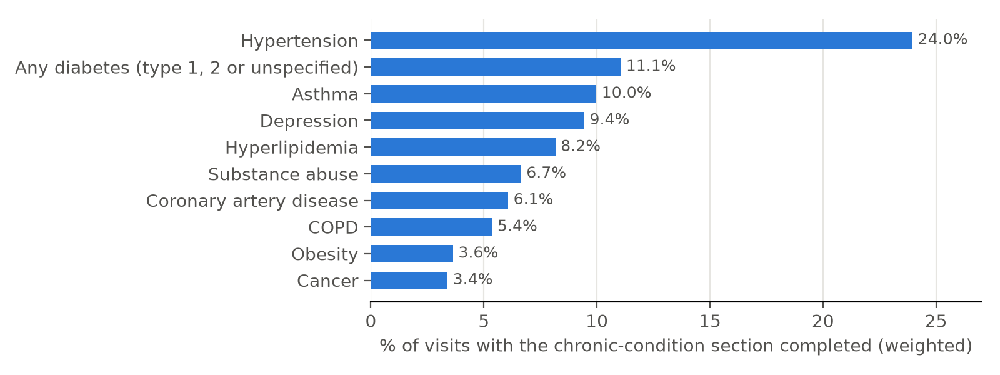 Hypertension 24.0%
Any diabetes (type 1, 2 or unspecified) 11.1%
Asthma 10.0%
Depression 9.4%
Hyperlipidemia 8.2%
Substance abuse 6.7%
Coronary artery disease 6.1%
COPD 5.4%
Obesity 3.6%
Cancer 3.4%
0 5 10 15 20 25
% of visits with the chronic-condition section completed (weighted)